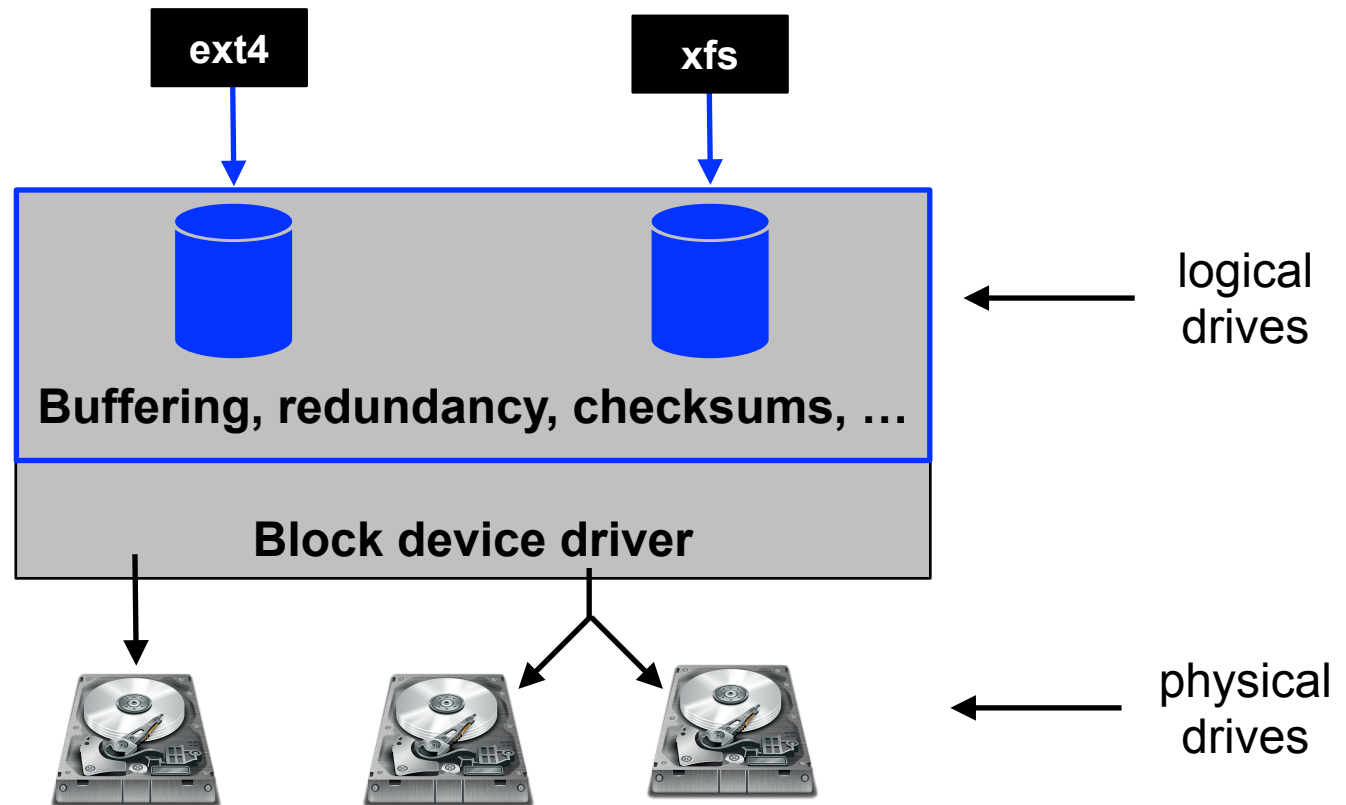 ext4
xfs
logical
drives
Buffering, redundancy, checksums, …
Block device driver
physical
drives